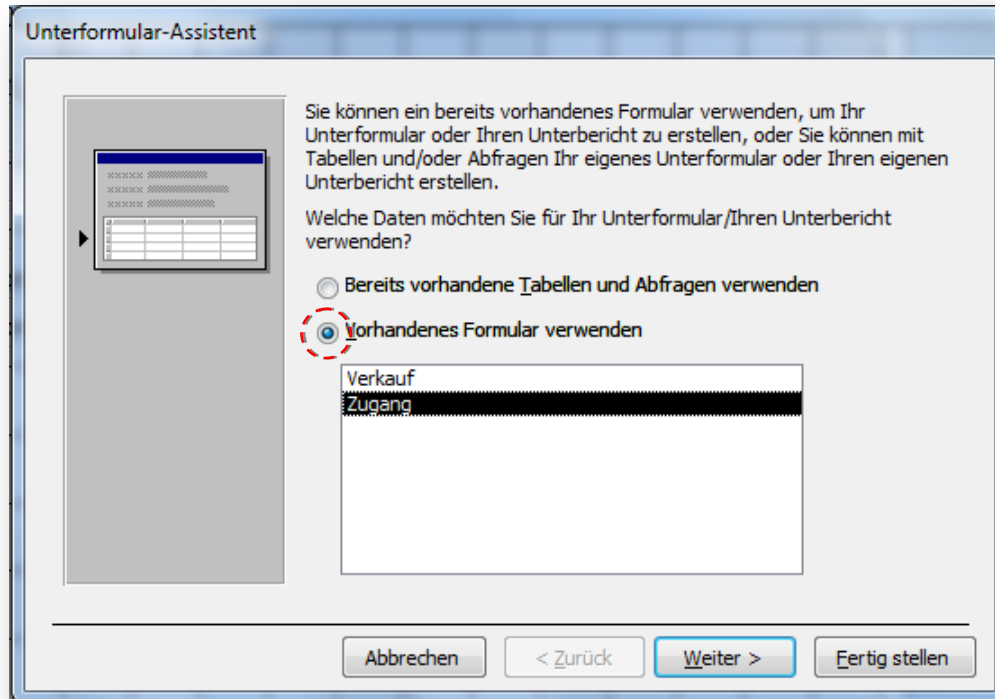 Unterformular-Assistent
Sie können ein bereits vorhandenes Formular verwenden, um Ihr
Unterformular oder Ihren Unterbericht zu erstellen, oder Sie können mit
Tabellen und/oder Abfragen Ihr eigenes Unterformular oder Ihren eigenen
Unterbericht erstellen.
Welche Daten möchten Sie für Ihr Unterformular/Ihren Unterbericht
verwenden?
Bereits vorhandene Tabellen und Abfragen verwenden
Vorhandenes Formular verwenden
Verkauf
Zugang
Abbrechen
< Zurück
Weiter >
Fertig stellen